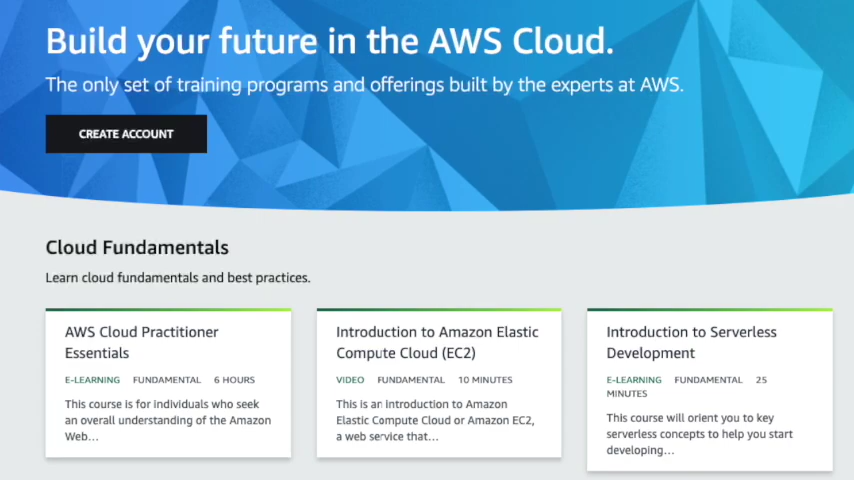 Build your future in the AWS Cloud.
The only set of training programs and offerings built by the experts at AWS.
CREATE ACCOUNT
Cloud Fundamentals
Learn cloud fundamentals and best practices.
AWS Cloud Practitioner
Essentials
E-LEARNING FUNDAMENTAL 6 HOURS
This course is for individuals who seek
an overall understanding of the Amazon
Web...
Introduction to Amazon Elastic
Compute Cloud (EC2)
VIDEO FUNDAMENTAL 10 MINUTES
This is an introduction to Amazon
Elastic Compute Cloud or Amazon EC2,
a web service that...
Introduction to Serverless
Development
E-LEARNING FUNDAMENTAL 25
MINUTES
This course will orient you to key
serverless concepts to help you start
developing...